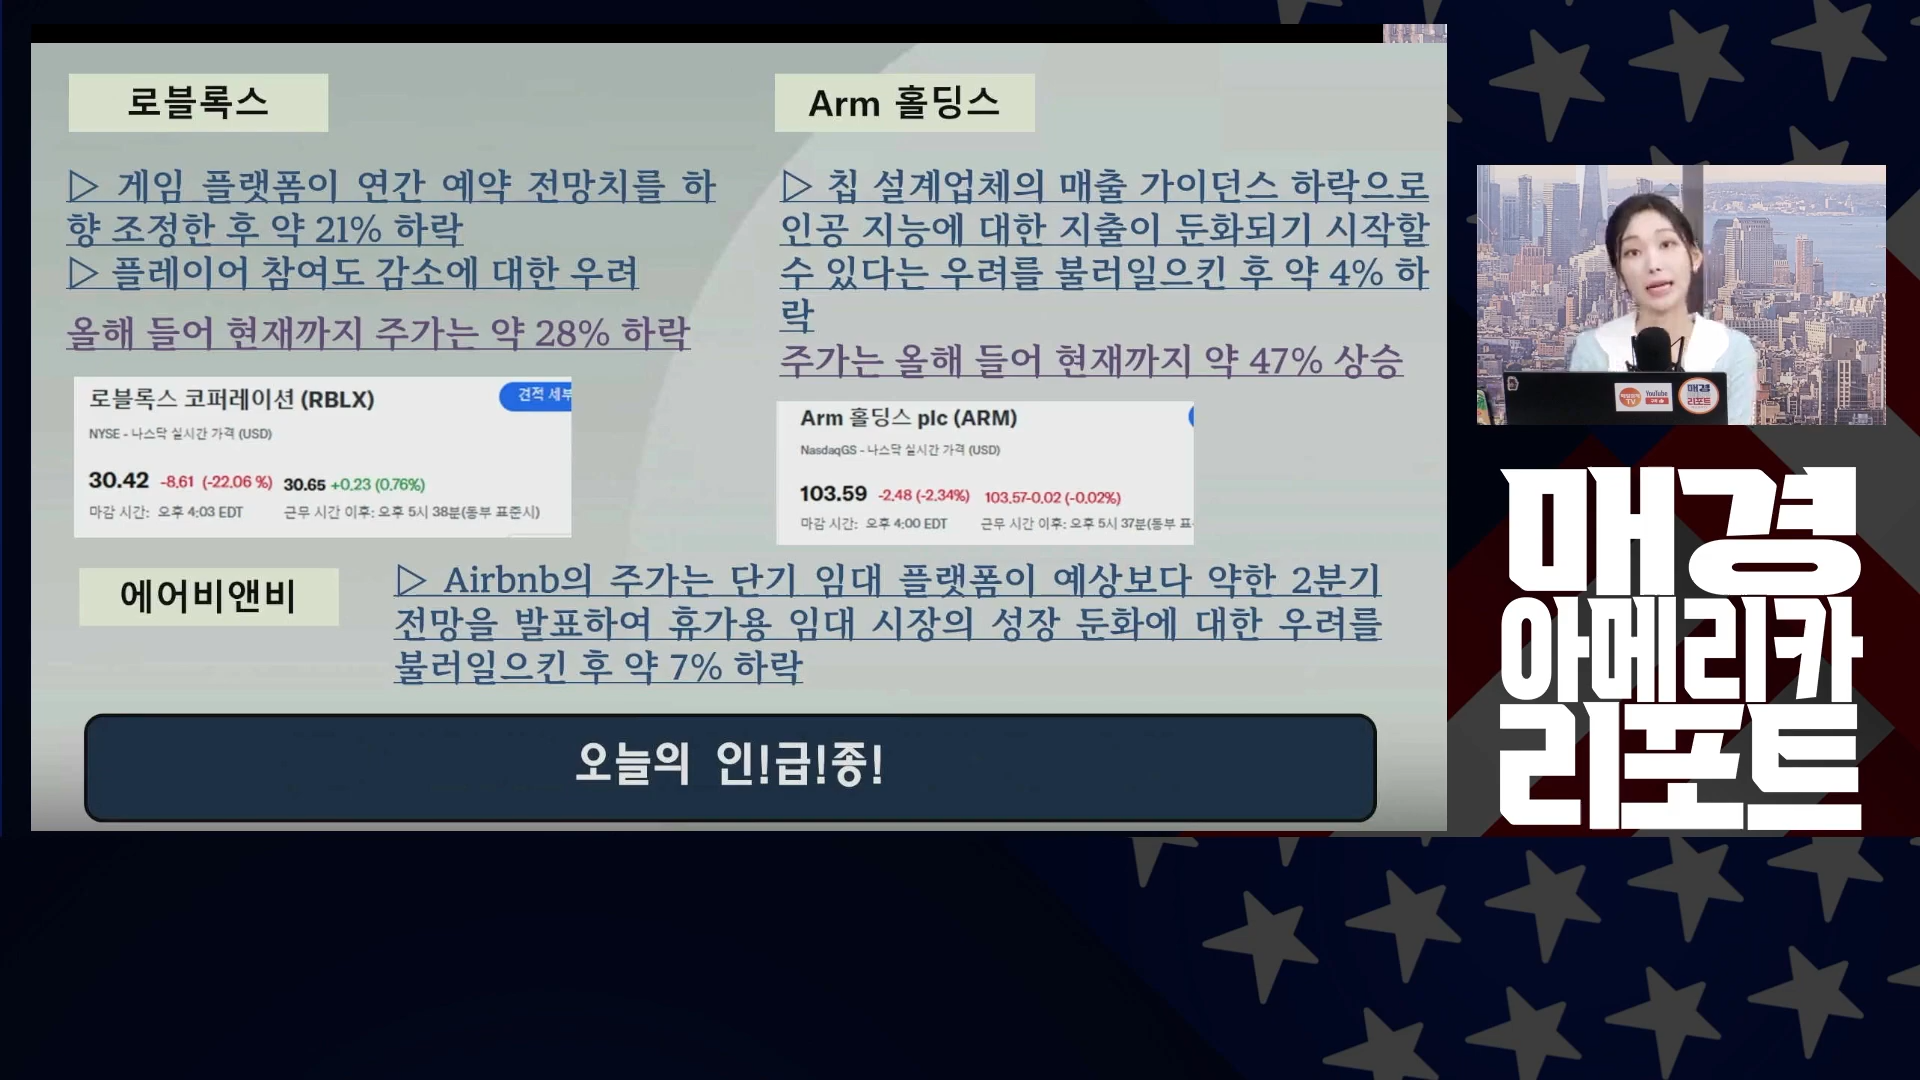 로블록스
▷ 게임 플랫폼이 연간 예약 전망치를 하
향 조정한 후 약 21% 하락
▷ 플레이어 참여도 감소에 대한 우려
올해 들어 현재까지 주가는 약 28% 하락
로블록스 코퍼레이션 (RBLX)
견적 세부
NYSE - 나스닥 실시간 가격 (USD)
30.42 -8.61 (-22.06 %) 30.65 +0.23 (0.76%)
마감 시간: 오후 4:03 EDT 근무 시간 이후: 오후 5시 38분(동부 표준시)
Arm 홀딩스
▷ 칩 설계업체의 매출 가이던스 하락으로
인공 지능에 대한 지출이 둔화되기 시작할
수 있다는 우려를 불러일으킨 후 약 4% 하
락
주가는 올해 들어 현재까지 약 47% 상승
Arm 홀딩스 plc (ARM)
NasdaqGS - 나스닥 실시간 가격 (USD)
103.59 -2.48 (-2.34%) 103.57-0.02 (-0.02%)
마감 시간: 오후 4:00 EDT 근무 시간 이후: 오후 5시 37분(동부 표
에어비앤비
▷ Airbnb의 주가는 단기 임대 플랫폼이 예상보다 약한 2분기
전망을 발표하여 휴가용 임대 시장의 성장 둔화에 대한 우려를
불러일으킨 후 약 7% 하락
오늘의 인!급!종!
YouTube
TV
매경
리포트
매경
아메리카
리포트